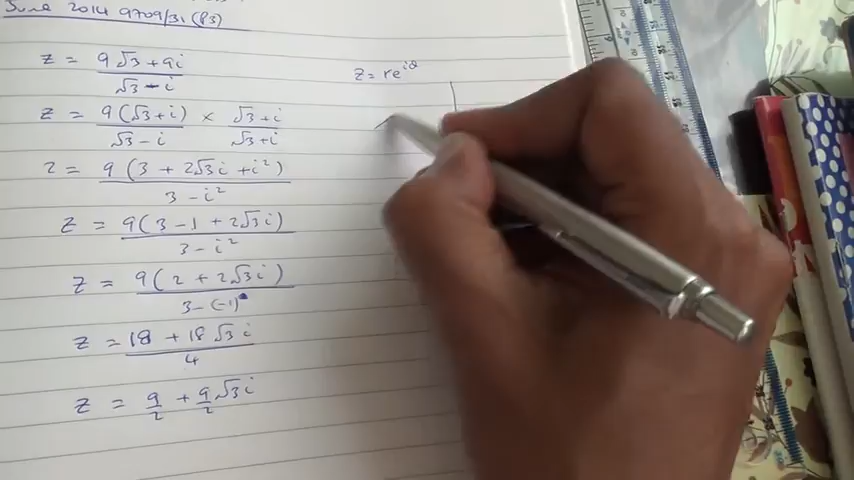 June 2014 9709/31 (P3)
z = 9√3 + 9i / √3 - i
z = re^iθ
z = 9(√3+i) / √3 - i × √3 + i / √3 + i
z = 9(3 + 2√3i + i²) / 3 - i²
z = 9(3 - 1 + 2√3i) / 3 - i²
z = 9(2 + 2√3i) / 3 - (-1)
z = 18 + 18√3i / 4
z = 9/2 + 9/2 √3i